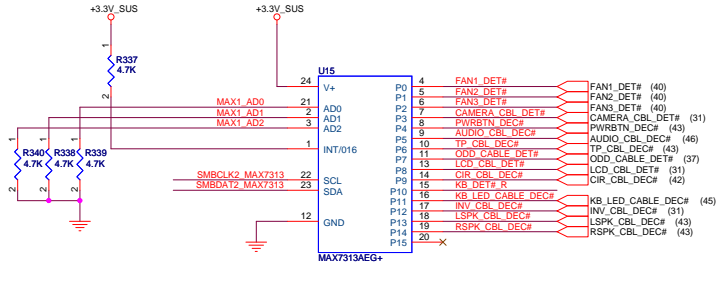 +3.3V_SUS +3.3V_SUS
1
R337
4.7K
2
U15
24 V+ P0 4 FAN1_DET# FAN1_DET# (40)
P1 5 FAN2_DET# FAN2_DET# (40)
MAX1_AD0 21 AD0 P2 6 FAN3_DET# FAN3_DET# (40)
MAX1_AD1 2 AD1 P3 7 CAMERA_CBL_DET# CAMERA_CBL_DET# (31)
MAX1_AD2 3 AD2 P4 8 PWRBTN_DEC# PWRBTN_DEC# (43)
P5 9 AUDIO_CBL_DEC# AUDIO_CBL_DEC# (46)
1 INT/016 P6 10 TP_CBL_DEC# TP_CBL_DEC# (43)
P7 11 ODD_CABLE_DET# ODD_CABLE_DET# (37)
P8 13 LCD_CBL_DET# LCD_CBL_DET# (31)
SMBCLK2_MAX7313 22 SCL P9 14 CIR_CBL_DEC# CIR_CBL_DEC# (42)
SMBDAT2_MAX7313 23 SDA P10 15 KB_DET#_R
P11 16 KB_LED_CABLE_DEC# KB_LED_CABLE_DEC# (45)
P12 17 INV_CBL_DEC# INV_CBL_DEC# (31)
12 GND P13 18 LSPK_CBL_DEC# LSPK_CBL_DEC# (43)
P14 19 RSPK_CBL_DEC# RSPK_CBL_DEC# (43)
P15 20
MAX7313AEG+
1 1 1
R340 R338 R339
4.7K 4.7K 4.7K
2 2 2